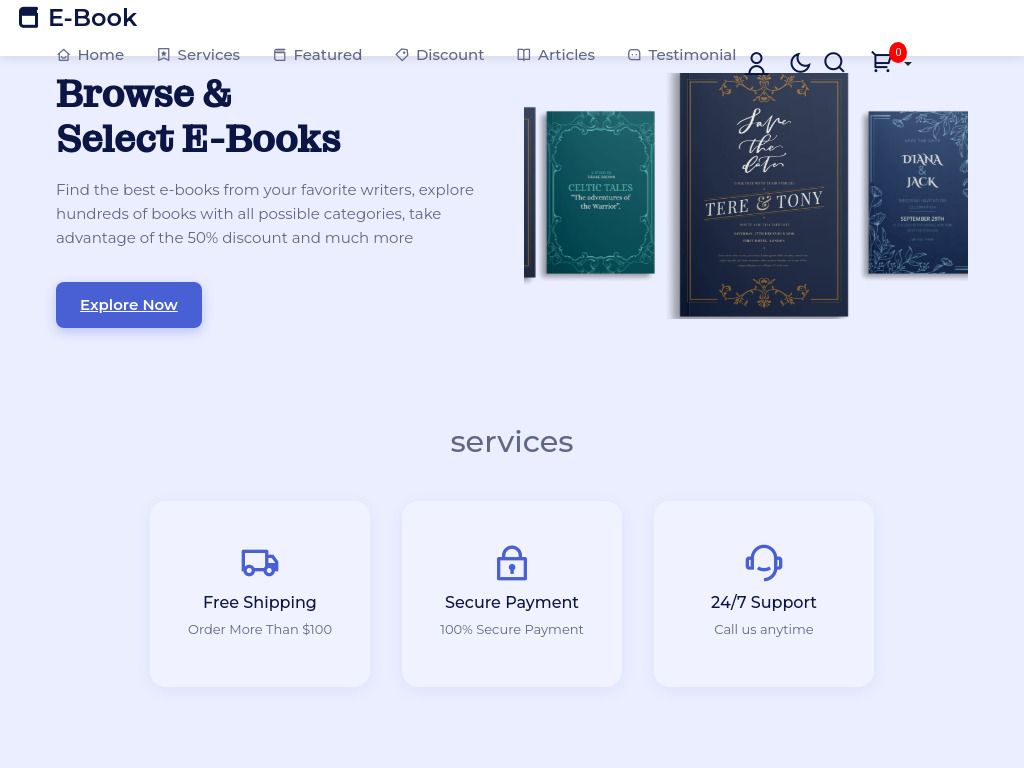 E-Book
Home
Services
Featured
Discount
Articles
Testimonial
0
Browse &
Select E-Books
Find the best e-books from your favorite writers, explore
hundreds of books with all possible categories, take
advantage of the 50% discount and much more
Explore Now
CELTIC TALES
"The adventures of
the Warrior".
Save
the
date
TERE & TONY
DIANA
&
JACK
SEPTEMBER 29TH
services
Free Shipping
Order More Than $100
Secure Payment
100% Secure Payment
24/7 Support
Call us anytime